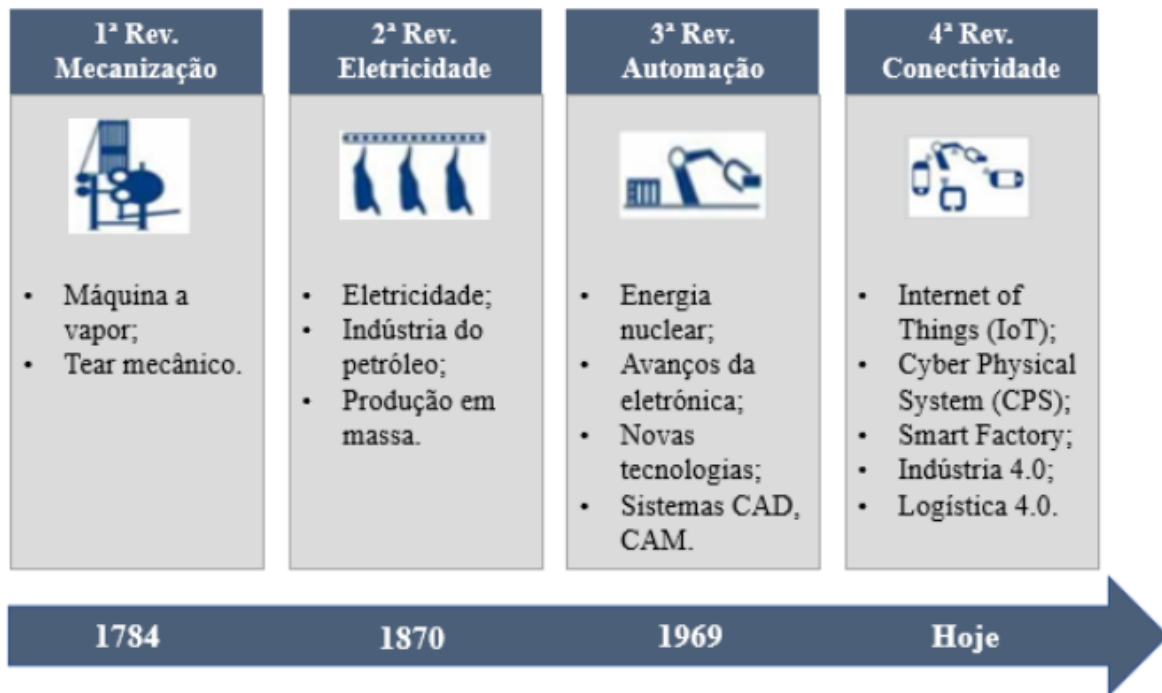 1ª Rev.
Mecanização
• Máquina a
vapor;
• Tear mecânico.
2ª Rev.
Eletricidade
• Eletricidade;
• Indústria do
petróleo;
• Produção em
massa.
3ª Rev.
Automação
• Energia
nuclear;
• Avanços da
eletrónica;
• Novas
tecnologias;
• Sistemas CAD,
CAM.
4ª Rev.
Conectividade
• Internet of
Things (IoT);
• Cyber Physical
System (CPS);
• Smart Factory;
• Indústria 4.0;
• Logística 4.0.
1784
1870
1969
Hoje